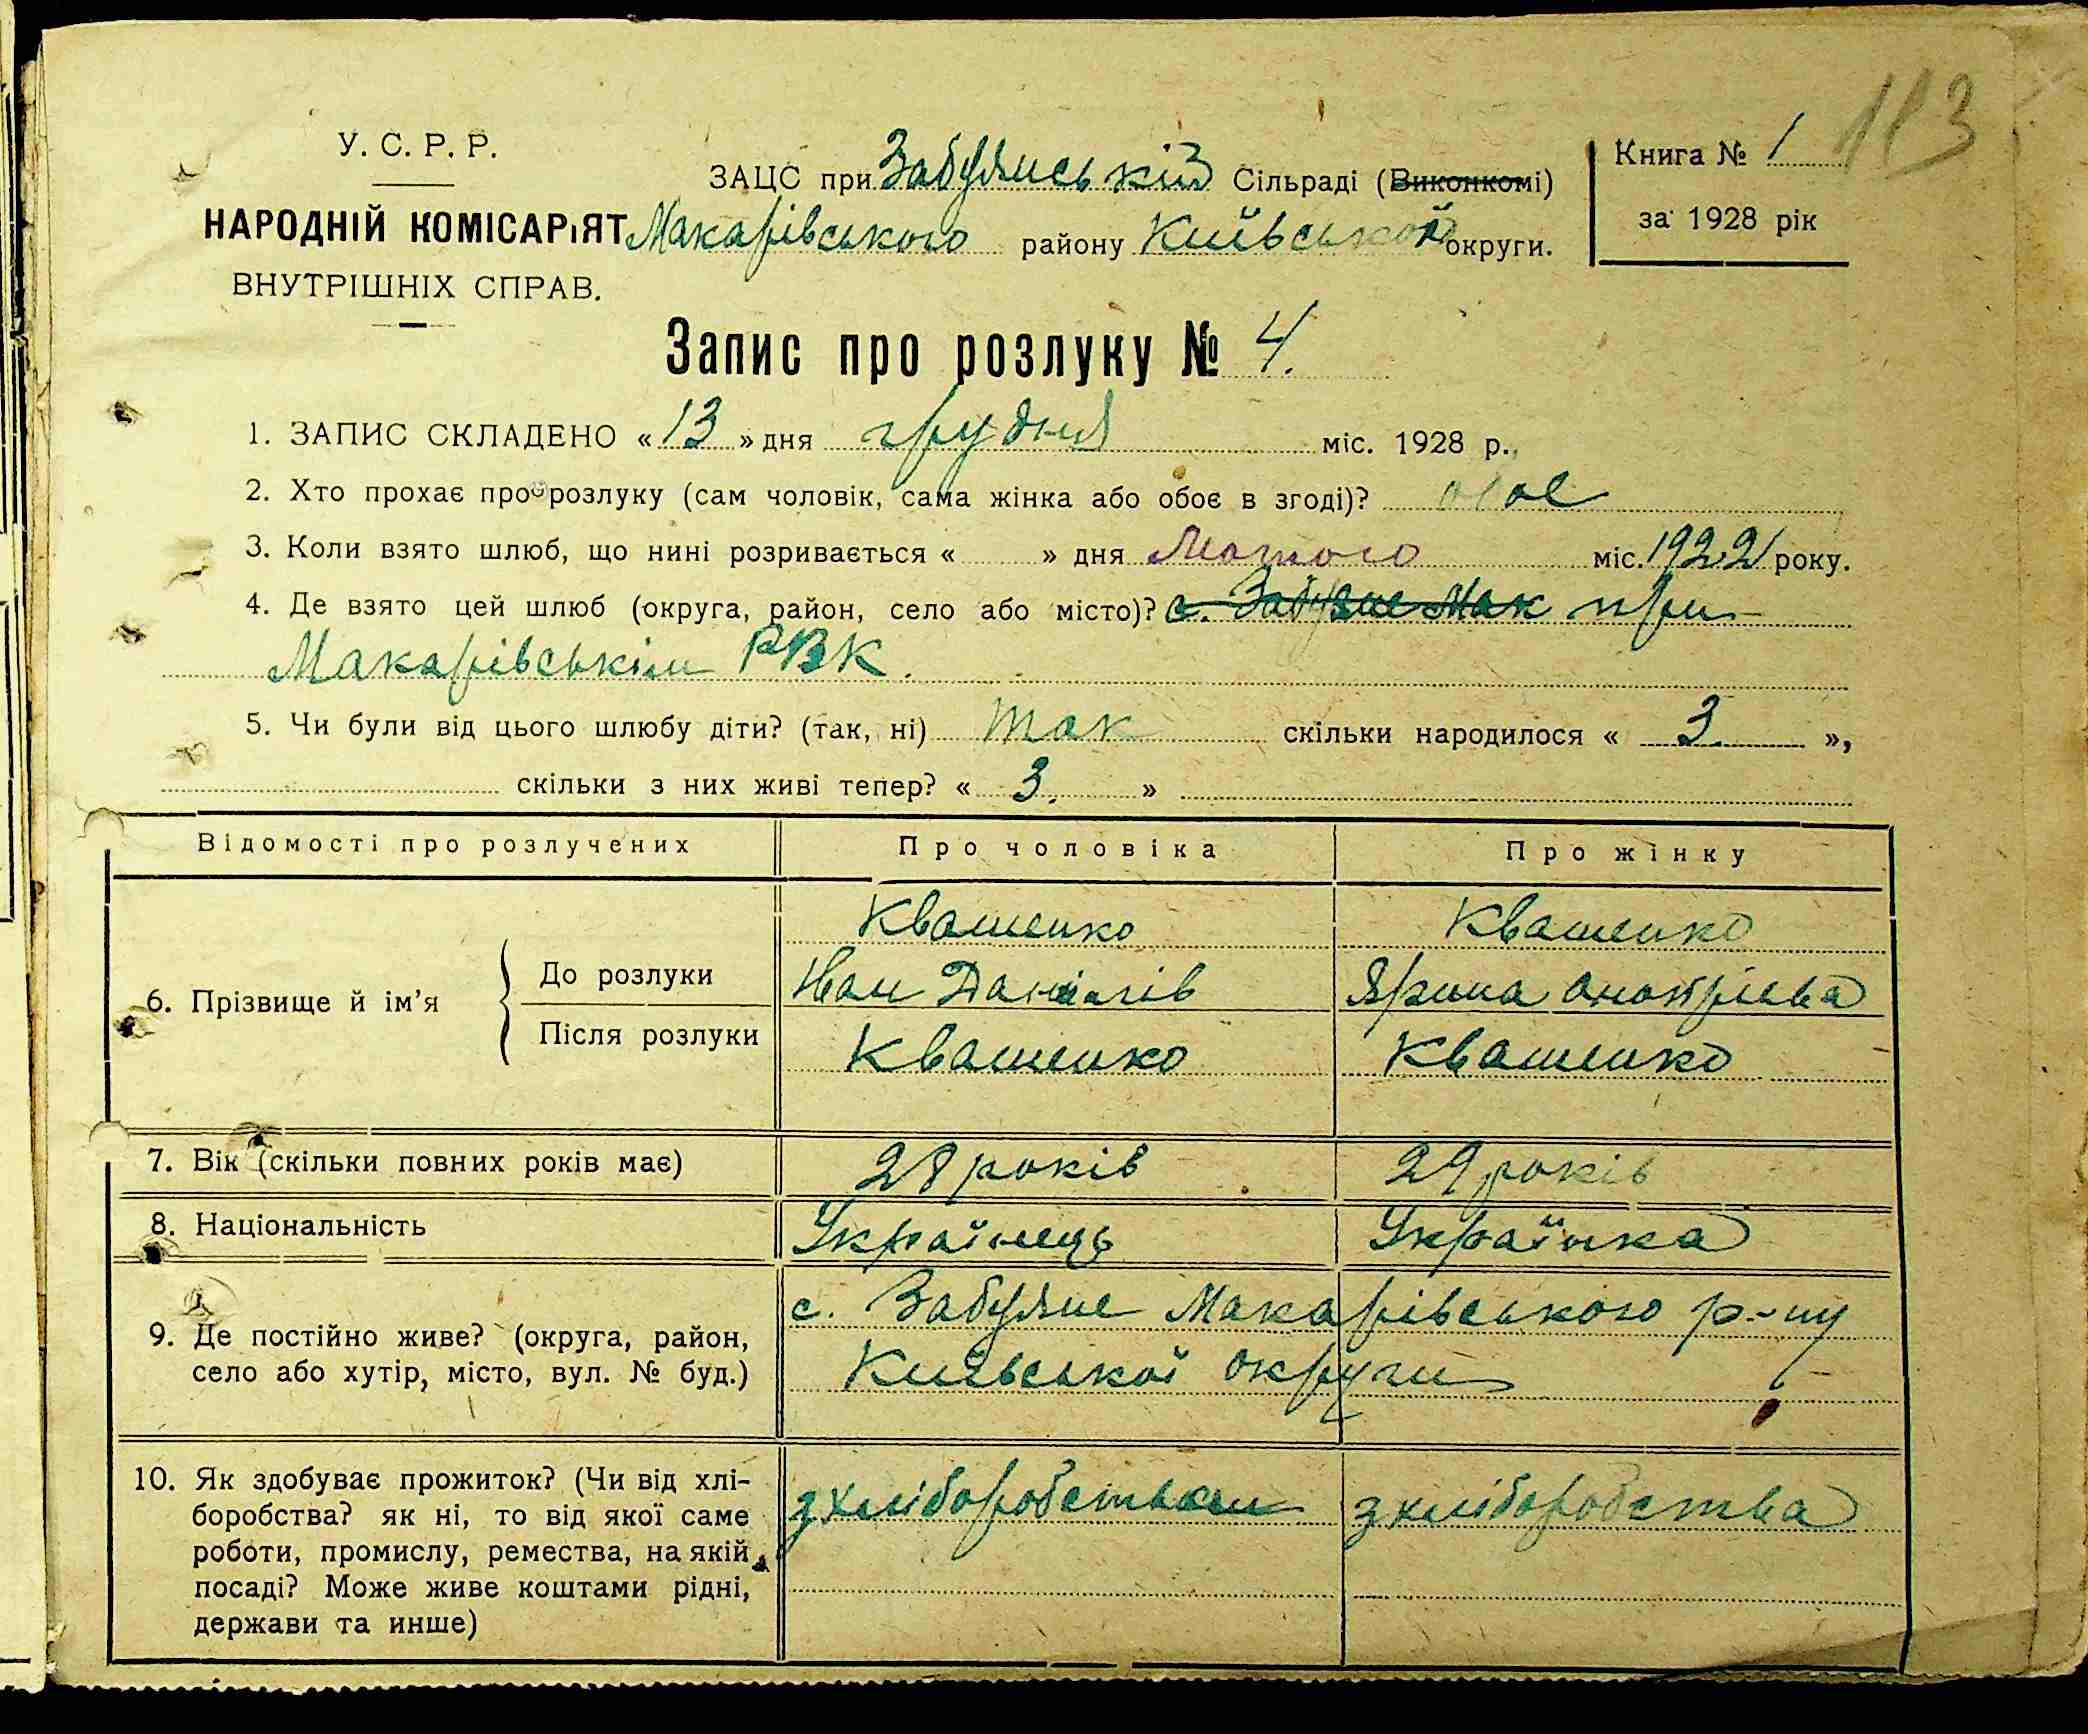 113
У. С. Р. Р.
НАРОДНІЙ КОМІСАРіЯТ
ВНУТРІШНІХ СПРАВ.
ЗАЦС при Забуянській Сільраді (Виконкомі)
Макарівського району Київської округи.
Книга № 1
за 1928 рік
Запис про розлуку № 4.
1. ЗАПИС СКЛАДЕНО « 13 » дня грудня міс. 1928 р.
2. Хто прохає про розлуку (сам чоловік, сама жінка або обоє в згоді)? обоє
3. Коли взято шлюб, що нині розривається « » дня Лютого міс. 1922 року.
4. Де взято цей шлюб (округа, район, село або місто)? с. Забуяне Мак при
Макарівськім РВК.
5. Чи були від цього шлюбу діти? (так, ні) так скільки народилося « 3. »,
скільки з них живі тепер? « 3. »
Відомості про розлучених Про чоловіка Про жінку
6. Прізвище й ім’я
До розлуки
Квашенко Квашенко
Іван Данилів Ярина Онопріева
Після розлуки Квашенко Квашенко
7. Вік (скільки повних років має) 28 років 29 років
8. Національність Українець Українка
9. Де постійно живе? (округа, район,
село або хутір, місто, вул. № буд.)
с. Забуяне Макарівського р-ну
Київської округи
10. Як здобуває прожиток? (Чи від хлі-
боробства? як ні, то від якої саме
роботи, промислу, ремества, на якій
посаді? Може живе коштами рідні,
держави та инше)
з хліборобства з хліборобства